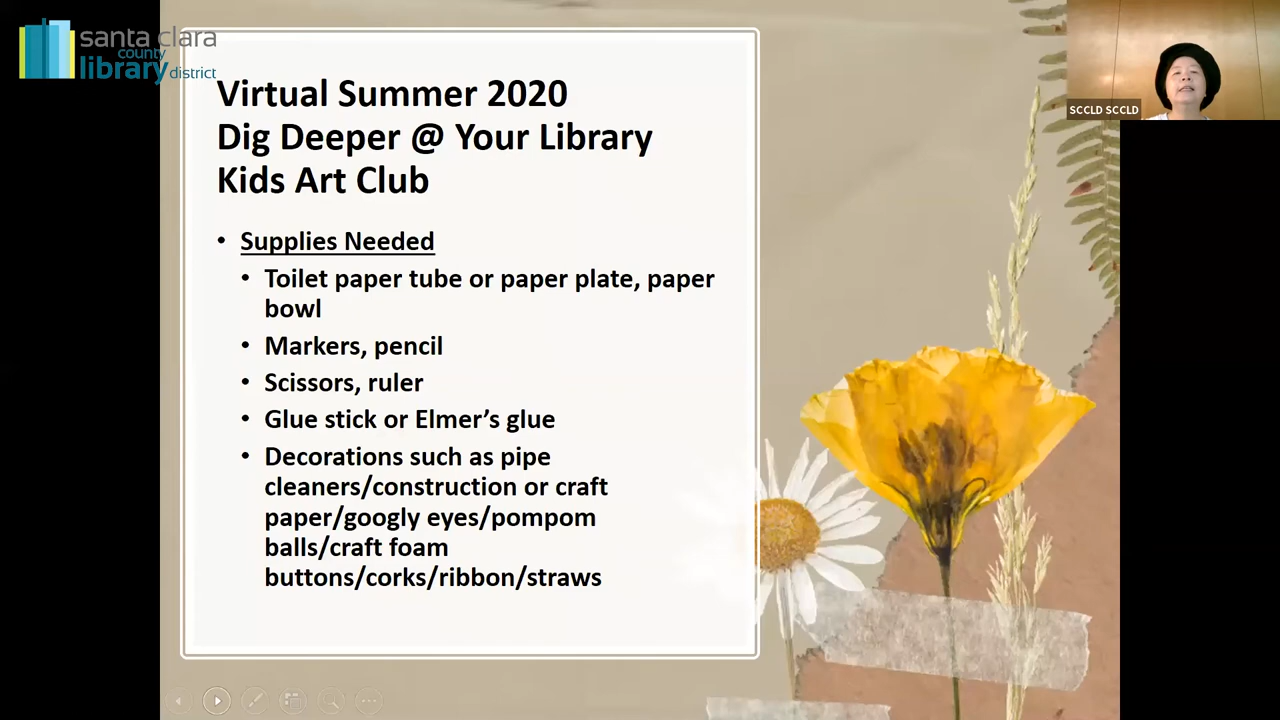 santa clara
county
library district
SCCLD SCCLD
Virtual Summer 2020
Dig Deeper @ Your Library
Kids Art Club
• Supplies Needed
• Toilet paper tube or paper plate, paper
bowl
• Markers, pencil
• Scissors, ruler
• Glue stick or Elmer’s glue
• Decorations such as pipe
cleaners/construction or craft
paper/googly eyes/pompom
balls/craft foam
buttons/corks/ribbon/straws